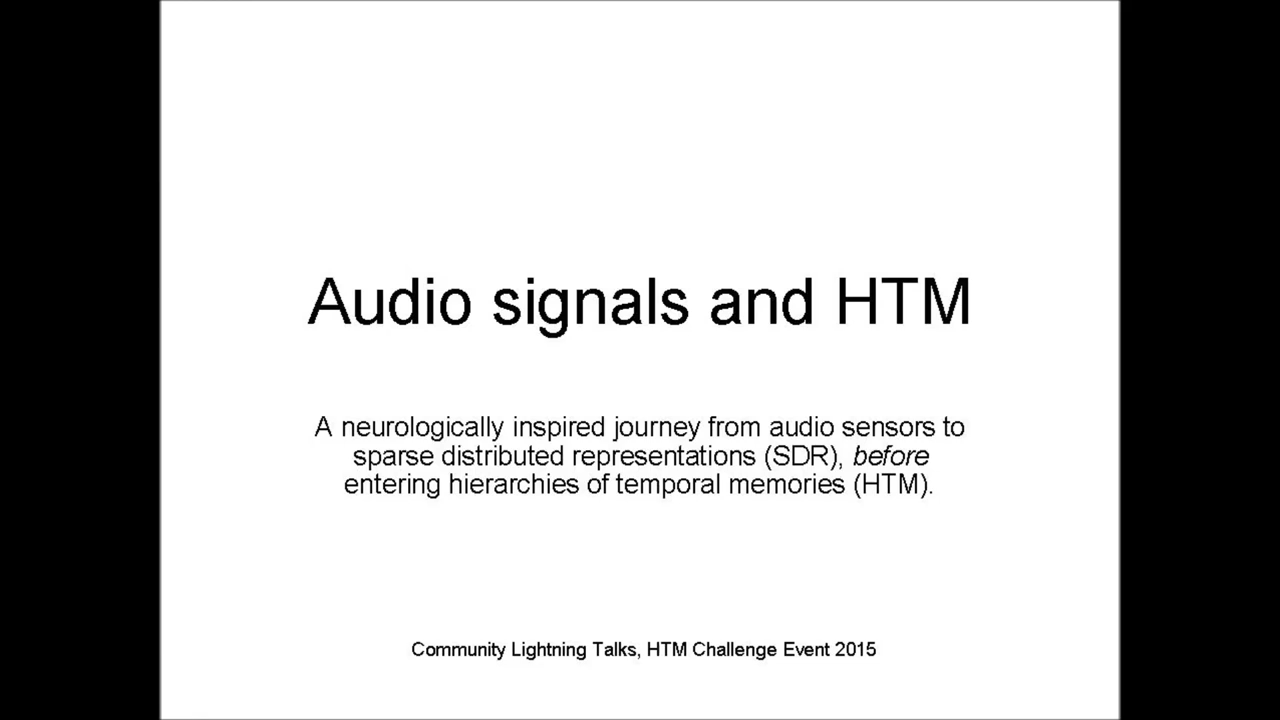 Audio signals and HTM
A neurologically inspired journey from audio sensors to
sparse distributed representations (SDR), before
entering hierarchies of temporal memories (HTM).
Community Lightning Talks, HTM Challenge Event 2015